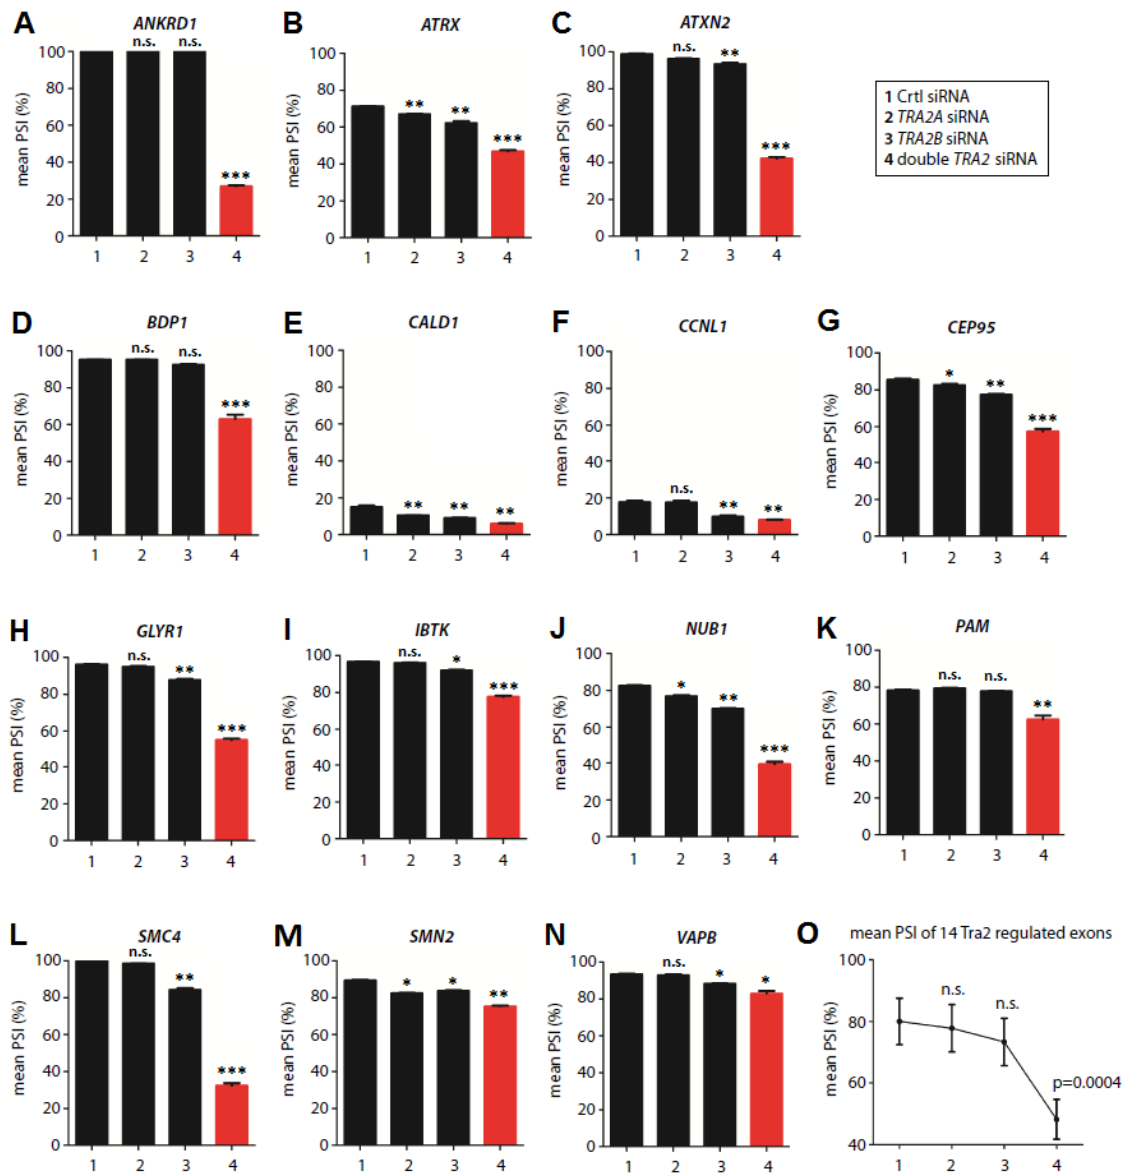 A
ANKRD1
n.s.
n.s.
***
mean PSI (%)
100
80
60
40
20
0
1 2 3 4
B
ATRX
**
**
***
mean PSI (%)
100
80
60
40
20
0
1 2 3 4
C
ATXN2
n.s.
**
***
mean PSI (%)
100
80
60
40
20
0
1 2 3 4
1 Crtl siRNA
2 TRA2A siRNA
3 TRA2B siRNA
4 double TRA2 siRNA
D
BDP1
n.s.
n.s.
***
mean PSI (%)
100
80
60
40
20
0
1 2 3 4
E
CALD1
**
**
**
mean PSI (%)
100
80
60
40
20
0
1 2 3 4
F
CCNL1
n.s.
**
**
mean PSI (%)
100
80
60
40
20
0
1 2 3 4
G
CEP95
*
**
***
mean PSI (%)
100
80
60
40
20
0
1 2 3 4
H
GLYR1
n.s.
**
***
mean PSI (%)
100
80
60
40
20
0
1 2 3 4
I
IBTK
n.s.
*
***
mean PSI (%)
100
80
60
40
20
0
1 2 3 4
J
NUB1
*
**
***
mean PSI (%)
100
80
60
40
20
0
1 2 3 4
K
PAM
n.s.
n.s.
**
mean PSI (%)
100
80
60
40
20
0
1 2 3 4
L
SMC4
n.s.
**
***
mean PSI (%)
100
80
60
40
20
0
1 2 3 4
M
SMN2
*
*
**
mean PSI (%)
100
80
60
40
20
0
1 2 3 4
N
VAPB
n.s.
*
*
mean PSI (%)
100
80
60
40
20
0
1 2 3 4
O
mean PSI of 14 Tra2 regulated exons
n.s.
n.s.
p=0.0004
mean PSI (%)
100
80
60
40
1 2 3 4